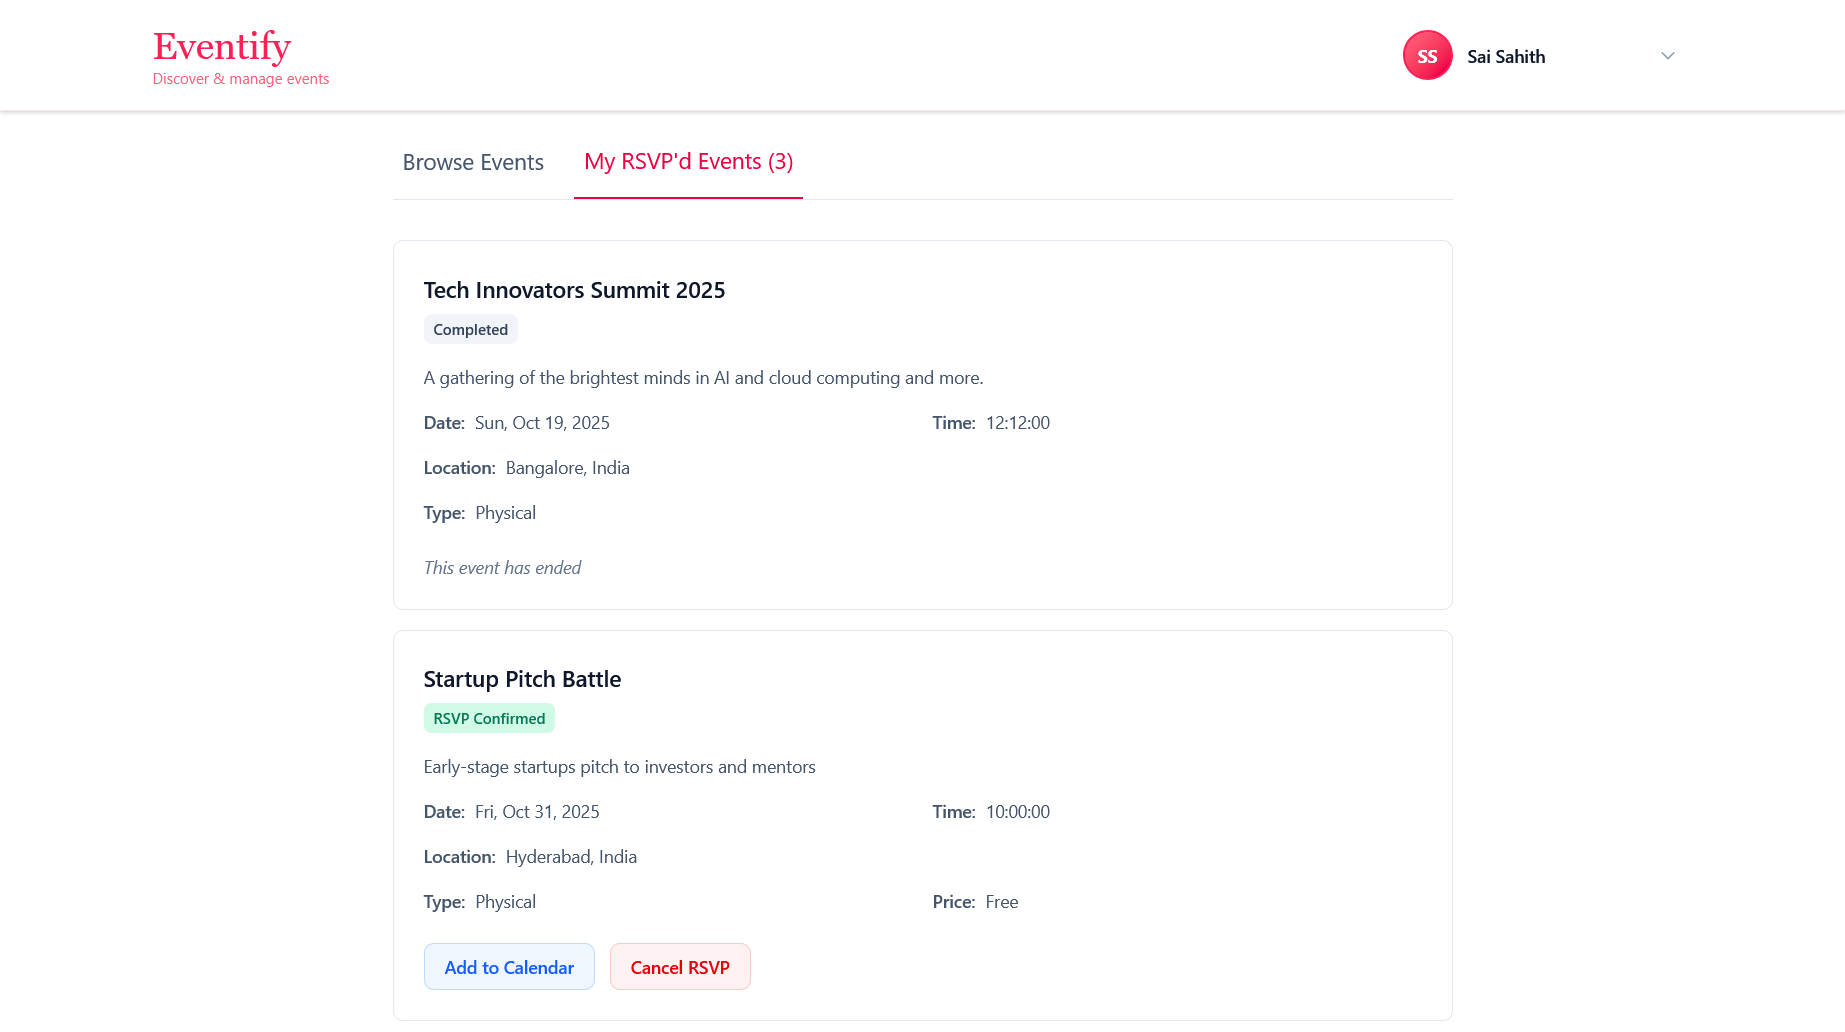 Eventify
Discover & manage events
SS
Sai Sahith
Browse Events
My RSVP'd Events (3)
Tech Innovators Summit 2025
Completed
A gathering of the brightest minds in AI and cloud computing and more.
Date: Sun, Oct 19, 2025
Time: 12:12:00
Location: Bangalore, India
Type: Physical
This event has ended
Startup Pitch Battle
RSVP Confirmed
Early-stage startups pitch to investors and mentors
Date: Fri, Oct 31, 2025
Time: 10:00:00
Location: Hyderabad, India
Type: Physical
Price: Free
Add to Calendar
Cancel RSVP